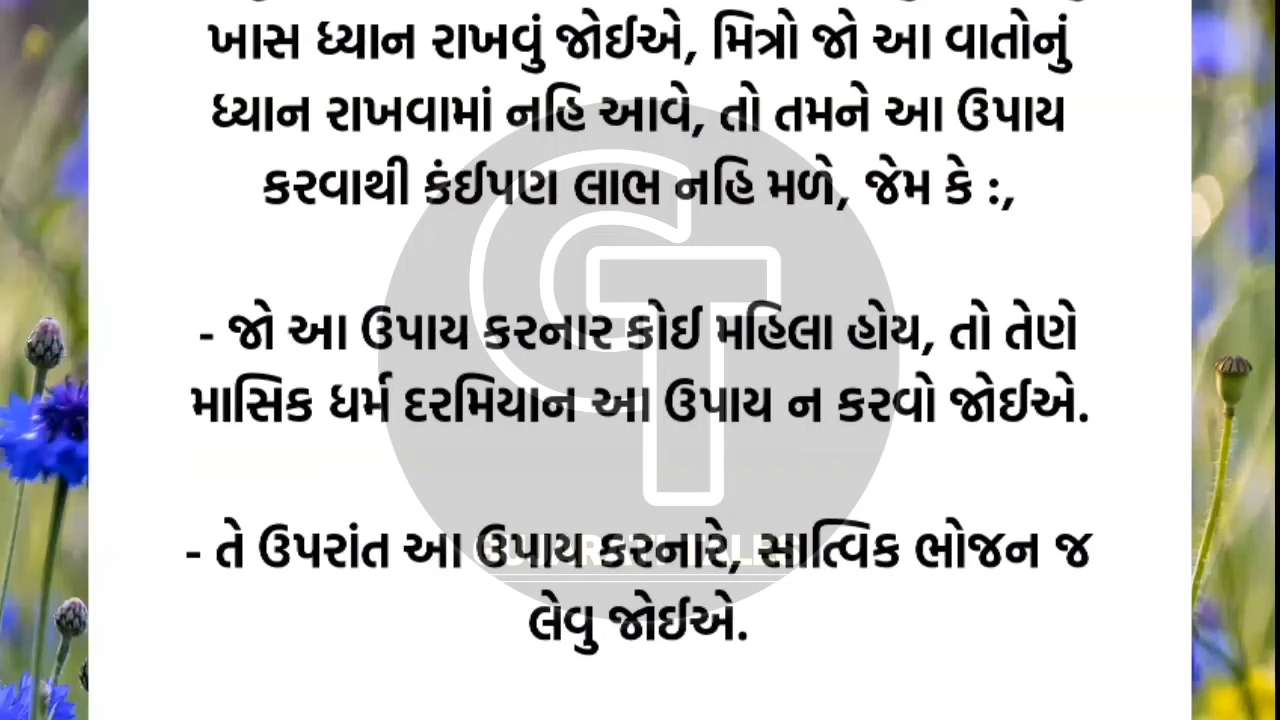 ખાસ ધ્યાન રાખવું જોઈએ, મિત્રો જો આ વાતોનું
ધ્યાન રાખવામાં નહિ આવે, તો તમને આ ઉપાય
કરવાથી કંઈપણ લાભ નહિ મળે, જેમ કે :,
- જો આ ઉપાય કરનાર કોઈ મહિલા હોય, તો તેણે
માસિક ધર્મ દરમિયાન આ ઉપાય ન કરવો જોઈએ.
- તે ઉપરાંત આ ઉપાય કરનારે, સાત્વિક ભોજન જ
લેવુ જોઈએ.